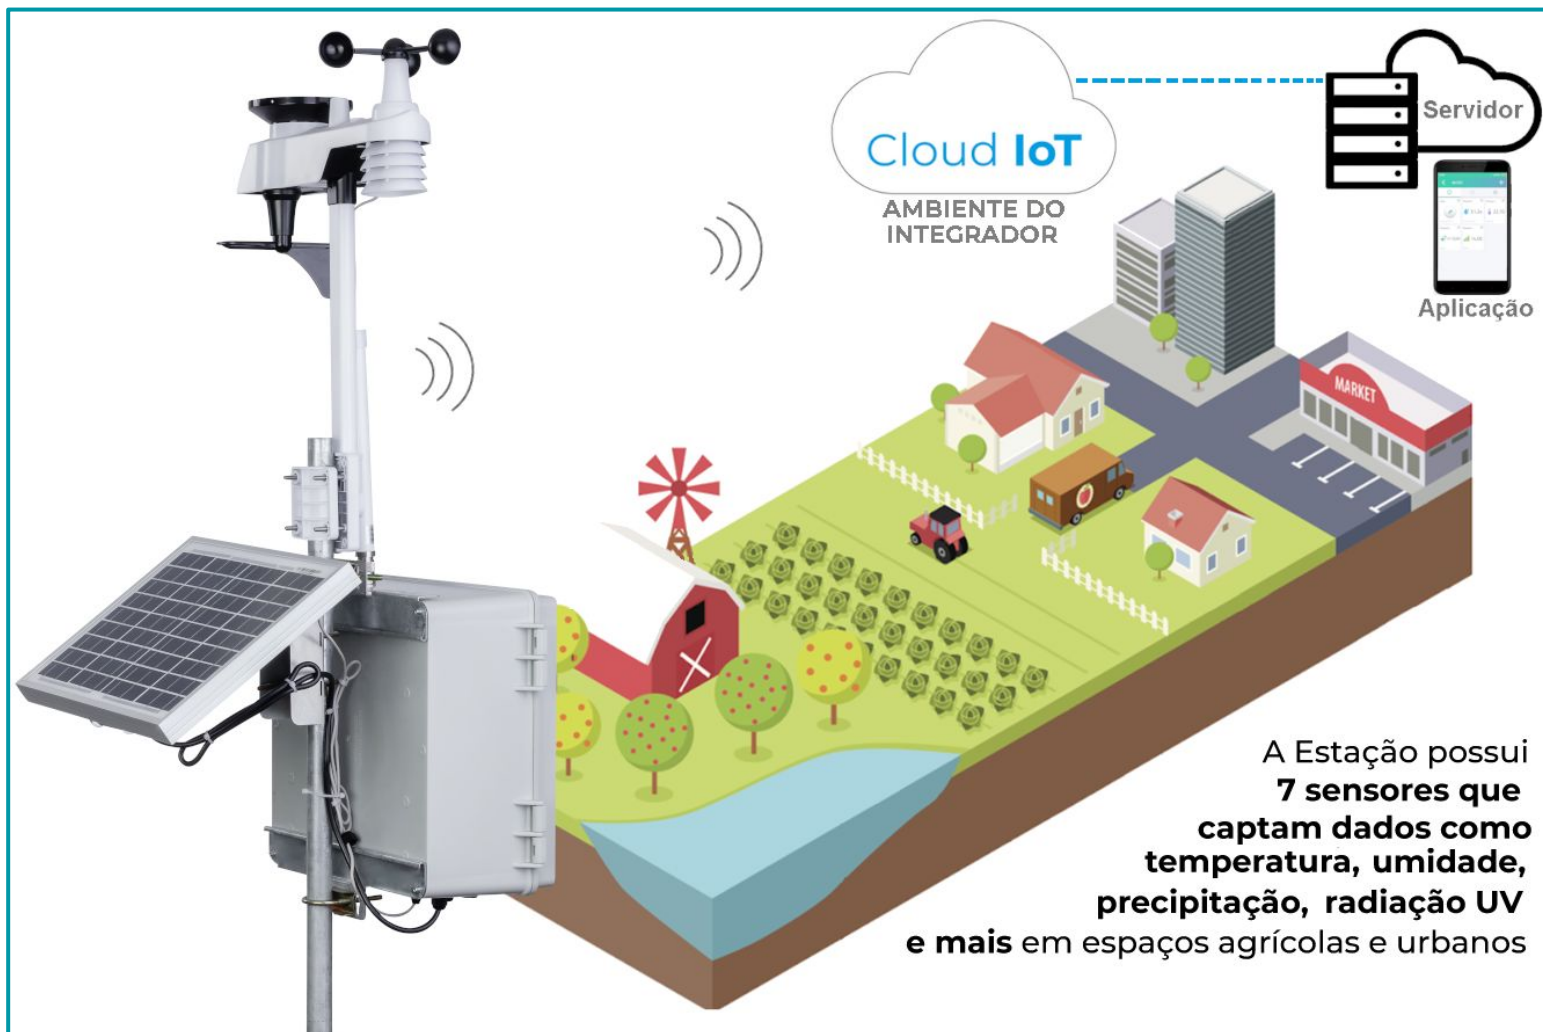 Cloud IoT
AMBIENTE DO
INTEGRADOR
Servidor
Aplicação
MARKET
A Estação possui
7 sensores que
captam dados como
temperatura, umidade,
precipitação, radiação UV
e mais em espaços agrícolas e urbanos